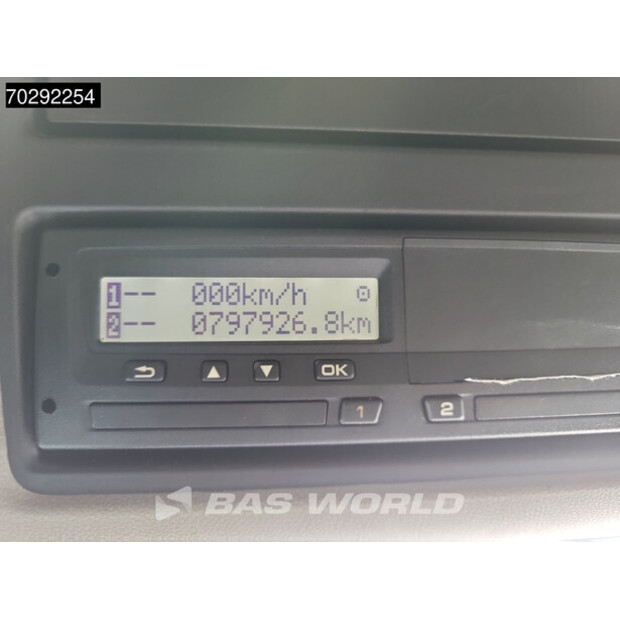 70292254
1-- 000km/h
2-- 0797926.8km
OK
1
2
BAS WORLD